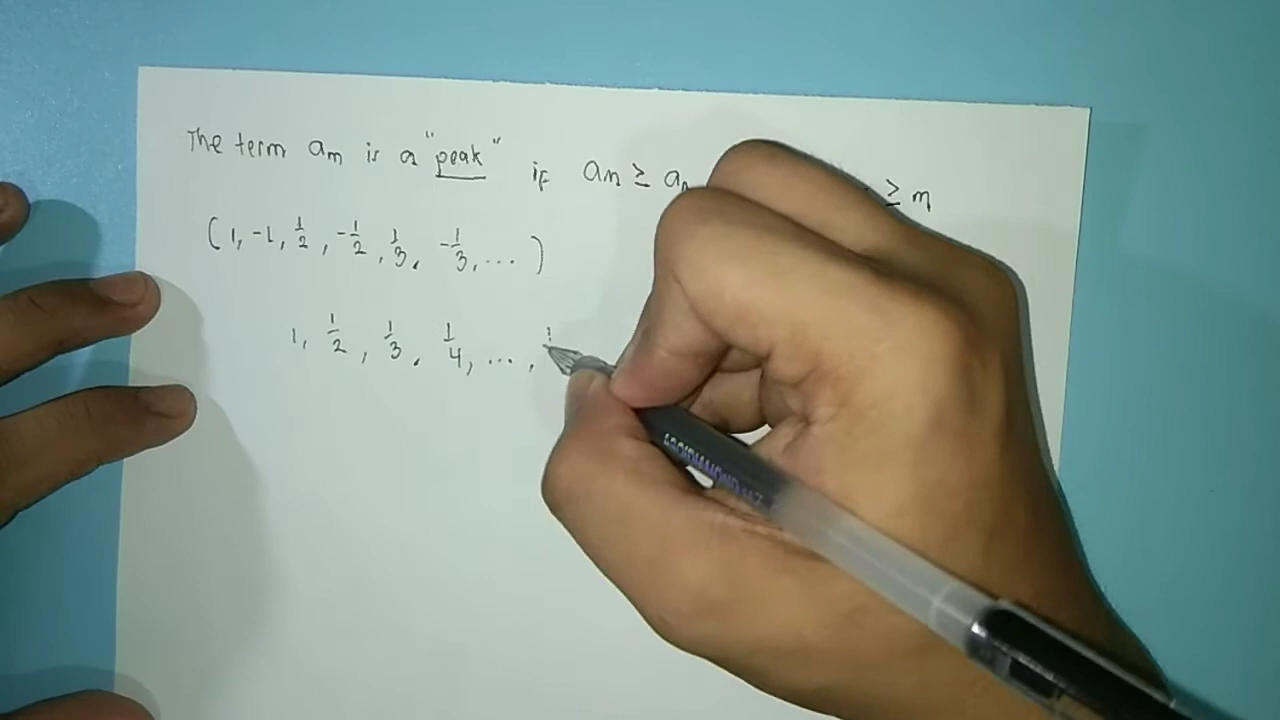 The term am is a "peak" if am ≥ an ≥ m
(1, -1, 1/2, -1/2, 1/3, -1/3, ... )
1, 1/2, 1/3, 1/4, ... , 1